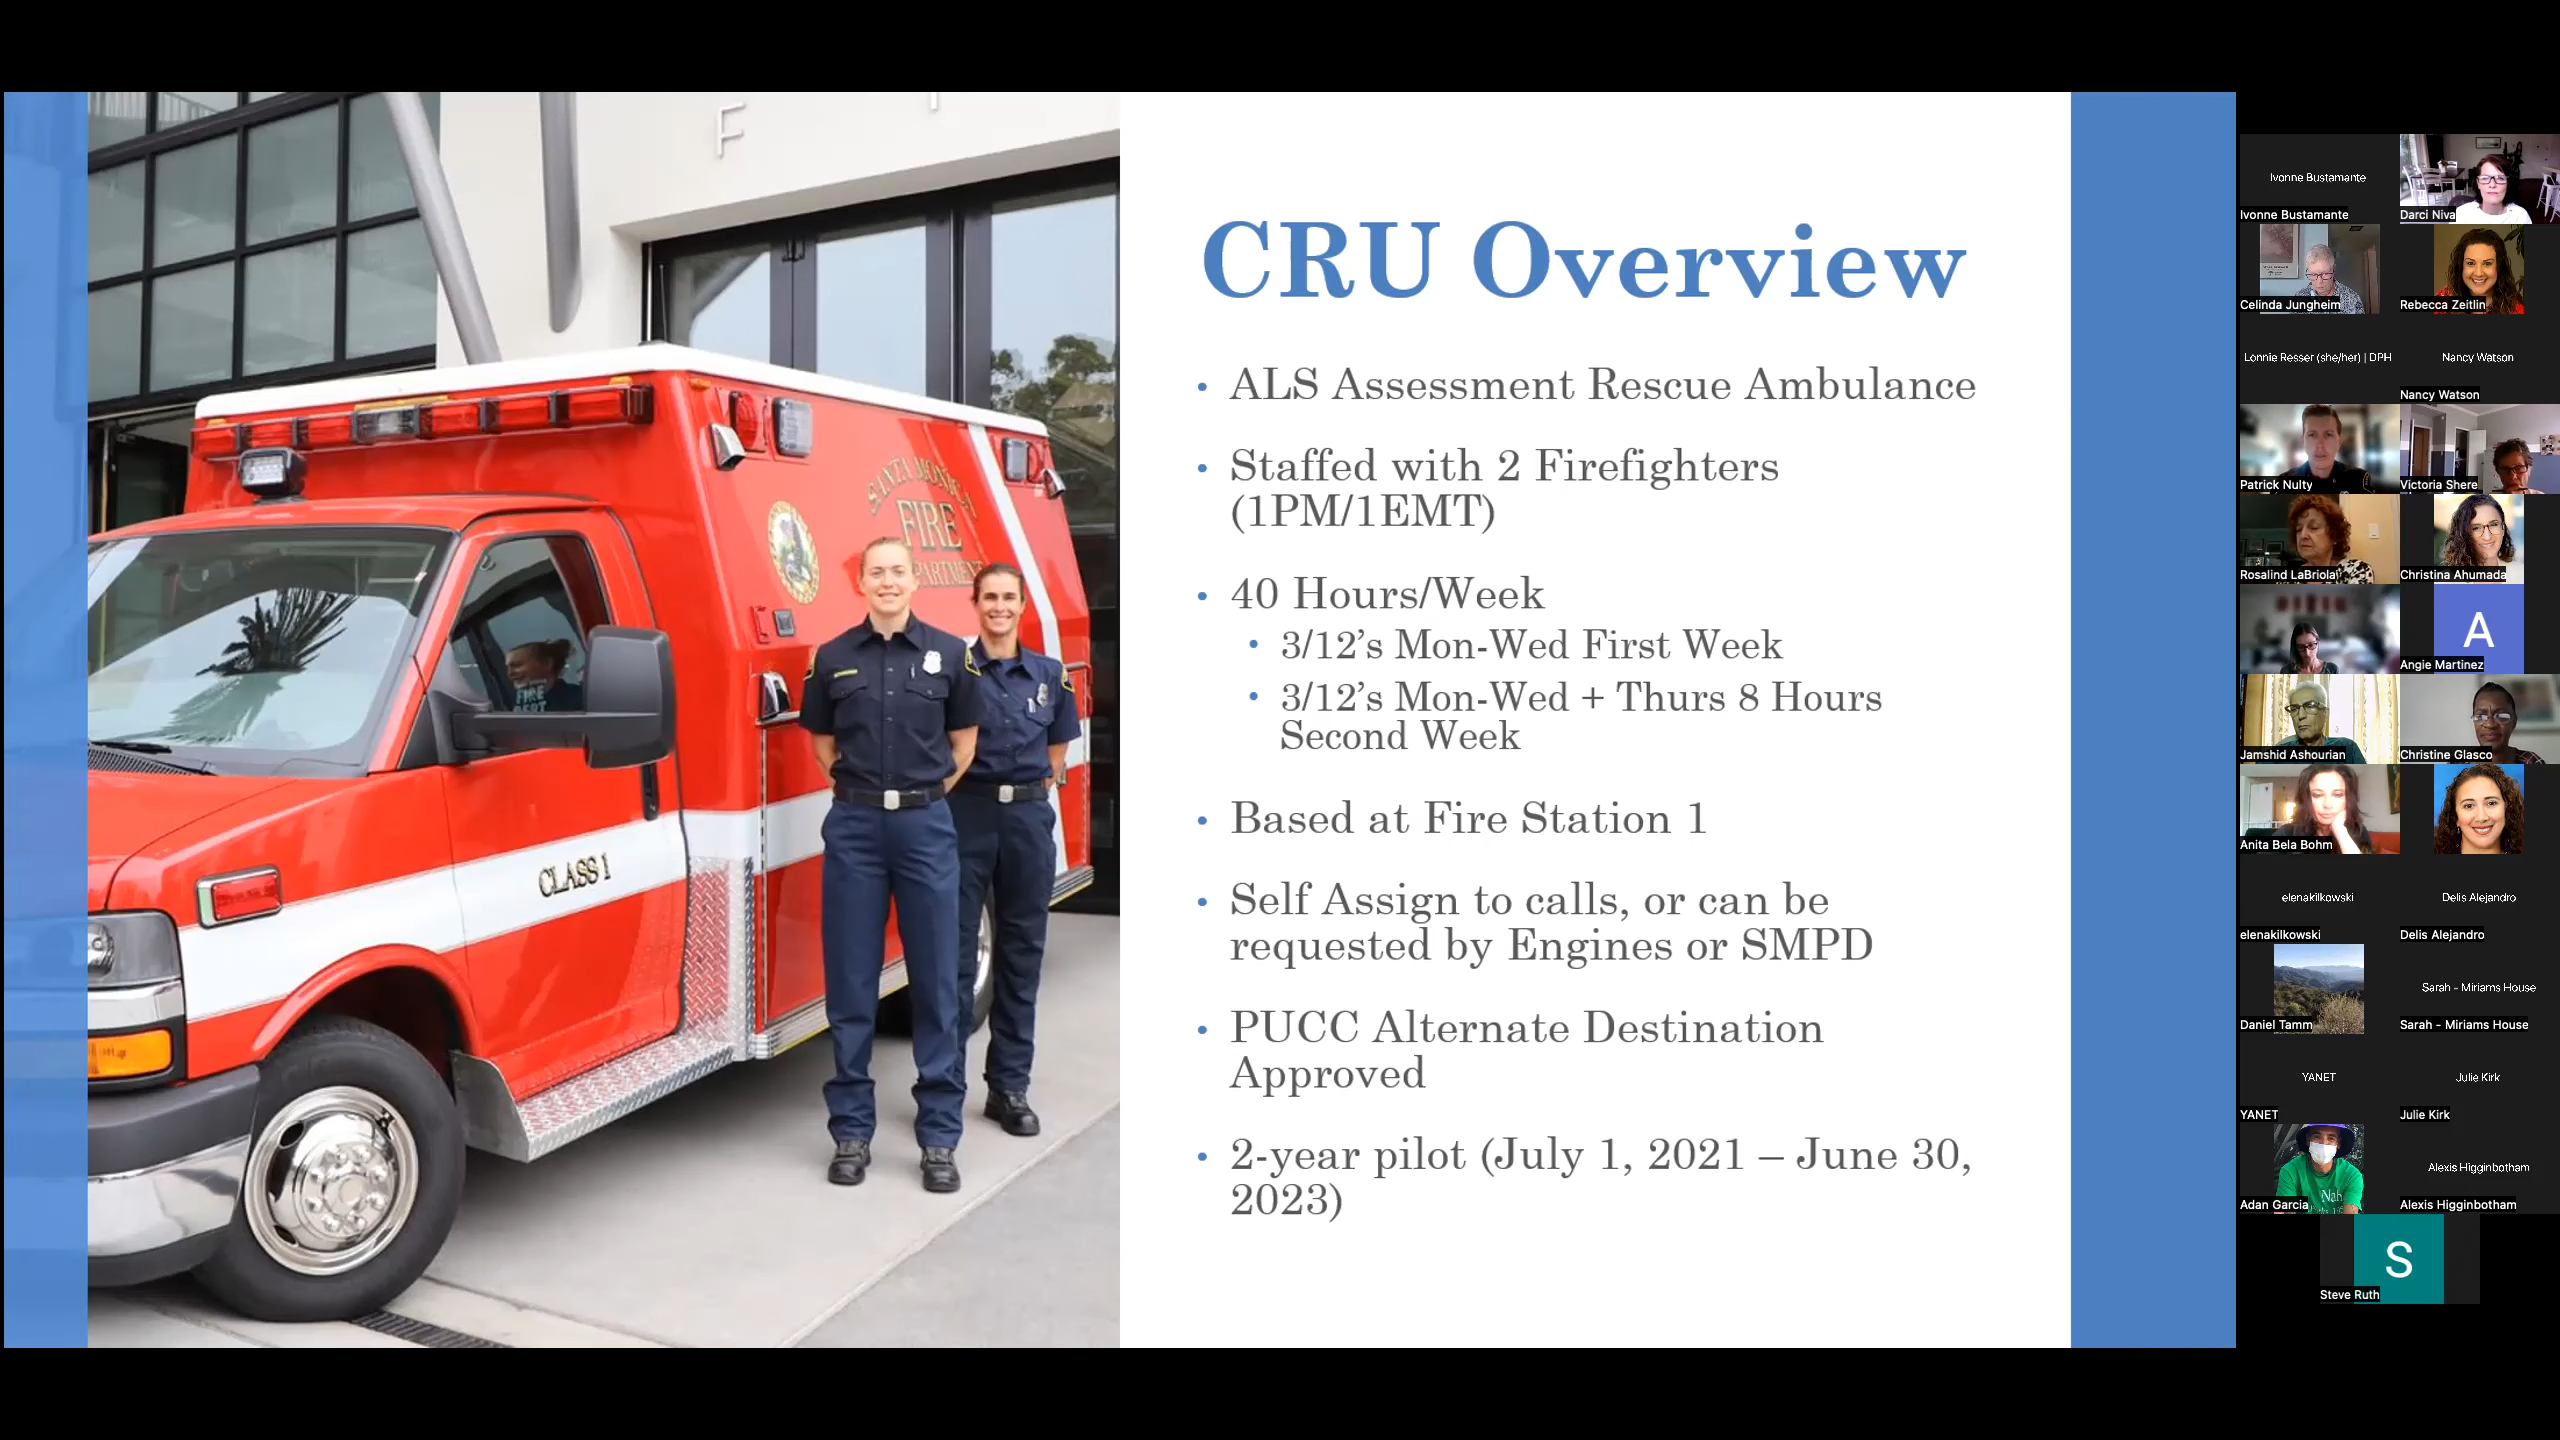 F
SANTA MONICA
FIRE
CLASS 1
FIRE
DEPT
CRU Overview
• ALS Assessment Rescue Ambulance
• Staffed with 2 Firefighters
(1PM/1EMT)
• 40 Hours/Week
• 3/12’s Mon-Wed First Week
• 3/12’s Mon-Wed + Thurs 8 Hours
Second Week
• Based at Fire Station 1
• Self Assign to calls, or can be
requested by Engines or SMPD
• PUCC Alternate Destination
Approved
• 2-year pilot (July 1, 2021 – June 30,
2023)
Ivonne Bustamante
Ivonne Bustamante
Darci Niva
Celinda Jungheim
Rebecca Zeitlin
Lonnie Resser (she/her) | DPH
Nancy Watson
Nancy Watson
Patrick Nulty
Victoria Shere
Rosalind LaBriola
Christina Ahumada
A
Angie Martinez
Jamshid Ashourian
Christine Glasco
Anita Bela Bohm
elenakilkowski
elenakilkowski
Delis Alejandro
Delis Alejandro
Daniel Tamm
Sarah - Miriams House
Sarah - Miriams House
YANET
YANET
Julie Kirk
Julie Kirk
Nah
Adan Garcia
Alexis Higginbotham
Alexis Higginbotham
S
Steve Ruth